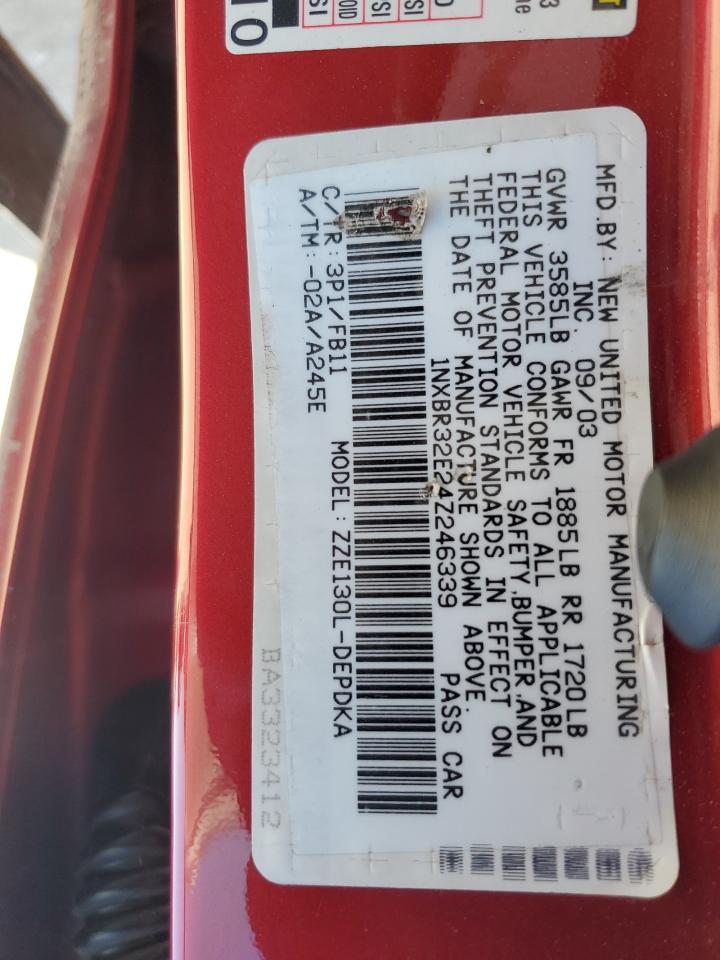 MFD.BY: NEW UNITED MOTOR MANUFACTURING
INC. 09/03
GVWR 3585LB GAWR FR 1885LB RR 1720LB
THIS VEHICLE CONFORMS TO ALL APPLICABLE
FEDERAL MOTOR VEHICLE SAFETY,BUMPER,AND
THEFT PREVENTION STANDARDS IN EFFECT ON
THE DATE OF MANUFACTURE SHOWN ABOVE.
1NXBR32E24Z246339 PASS CAR
C/TR:3P1/FB11 MODEL:ZZE130L-DEPDKA
A/TM:-02A/A245E
BA3323412